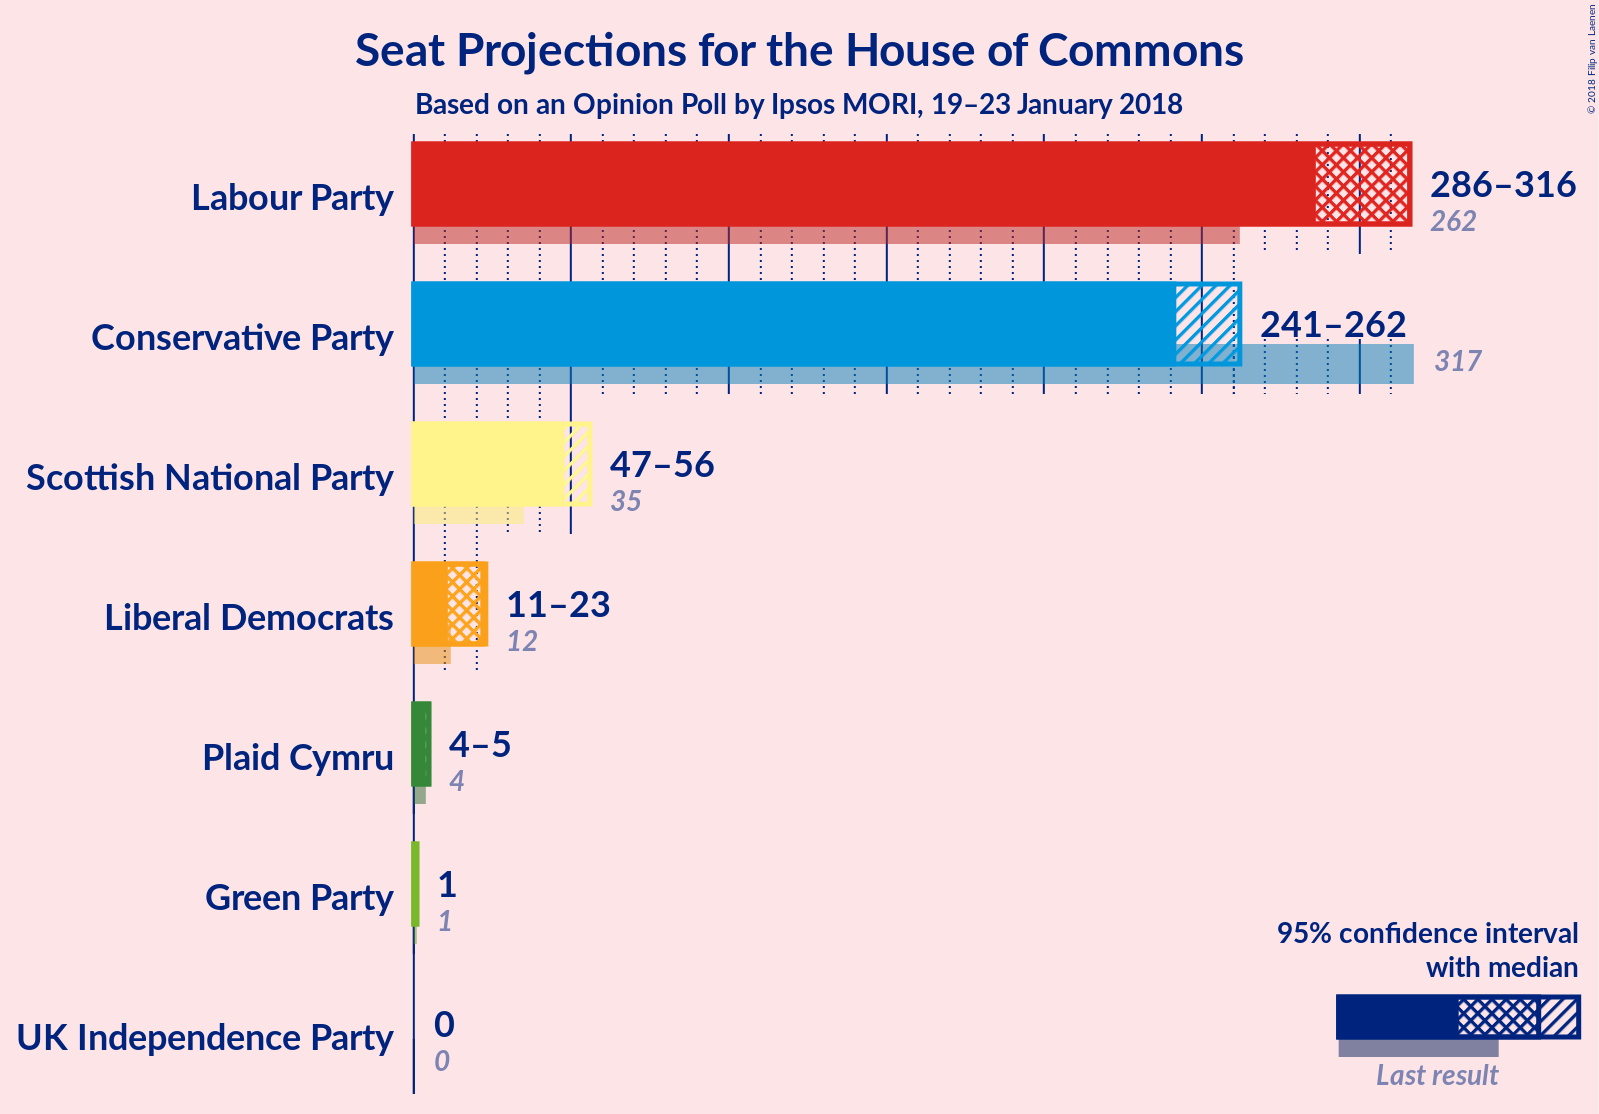 Seat Projections for the House of Commons
Based on an Opinion Poll by Ipsos MORI, 19–23 January 2018
© 2018 Filip van Laenen
Labour Party
286–316
262
Conservative Party
241–262
317
Scottish National Party
47–56
35
Liberal Democrats
11–23
12
Plaid Cymru
4–5
4
Green Party
1
1
UK Independence Party
0
0
95% confidence interval
with median
Last result